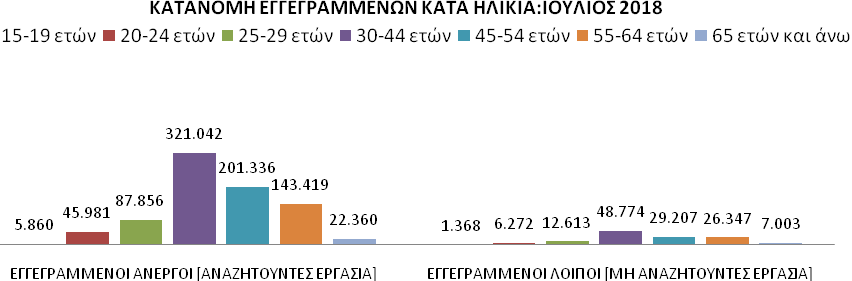 ΚΑΤΑΝΟΜΗ ΕΓΓΕΓΡΑΜΜΕΝΩΝ ΚΑΤΑ ΗΛΙΚΙΑ:ΙΟΥΛΙΟΣ 2018
15-19 ετών 20-24 ετών 25-29 ετών 30-44 ετών 45-54 ετών 55-64 ετών 65 ετών και άνω
5.860 45.981 87.856 321.042 201.336 143.419 22.360 1.368 6.272 12.613 48.774 29.207 26.347 7.003
ΕΓΓΕΓΡΑΜΜΕΝΟΙ ΑΝΕΡΓΟΙ [ΑΝΑΖΗΤΟΥΝΤΕΣ ΕΡΓΑΣΙΑ] ΕΓΓΕΓΡΑΜΜΕΝΟΙ ΛΟΙΠΟΙ [ΜΗ ΑΝΑΖΗΤΟΥΝΤΕΣ ΕΡΓΑΣΙΑ]